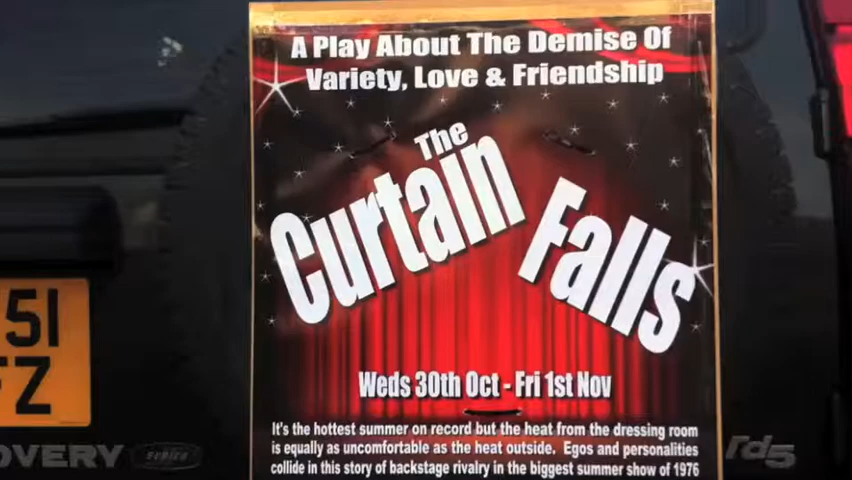 A Play About The Demise Of
Variety, Love & Friendship
The
Curtain
Falls
Weds 30th Oct - Fri 1st Nov
It's the hottest summer on record but the heat from the dressing room
is equally as uncomfortable as the heat outside. Egos and personalities
collide in this story of backstage rivalry in the biggest summer show of 1976
51
FZ
OVERY
SERIES
rd5